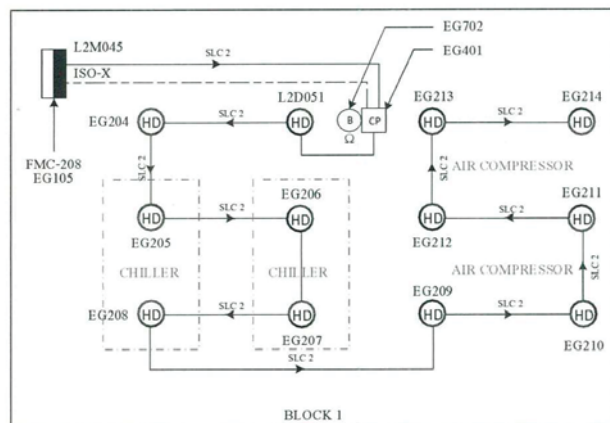 EG702
EG401
L2M045
SLC 2
ISO-X
L2D051
EG213
EG214
HD
B
CP
HD
HD
HD
EG204
Ω
FMC-208
EG105
SLC 2
SLC 2
SLC 2
SLC 2
AIR COMPRESSOR
EG206
EG211
SLC 2
HD
HD
SLC 2
HD
HD
EG205
EG212
CHILLER
CHILLER
AIR COMPRESSOR
EG209
SLC 2
EG208
HD
SLC 2
HD
HD
SLC 2
HD
EG207
EG210
SLC 2
BLOCK 1